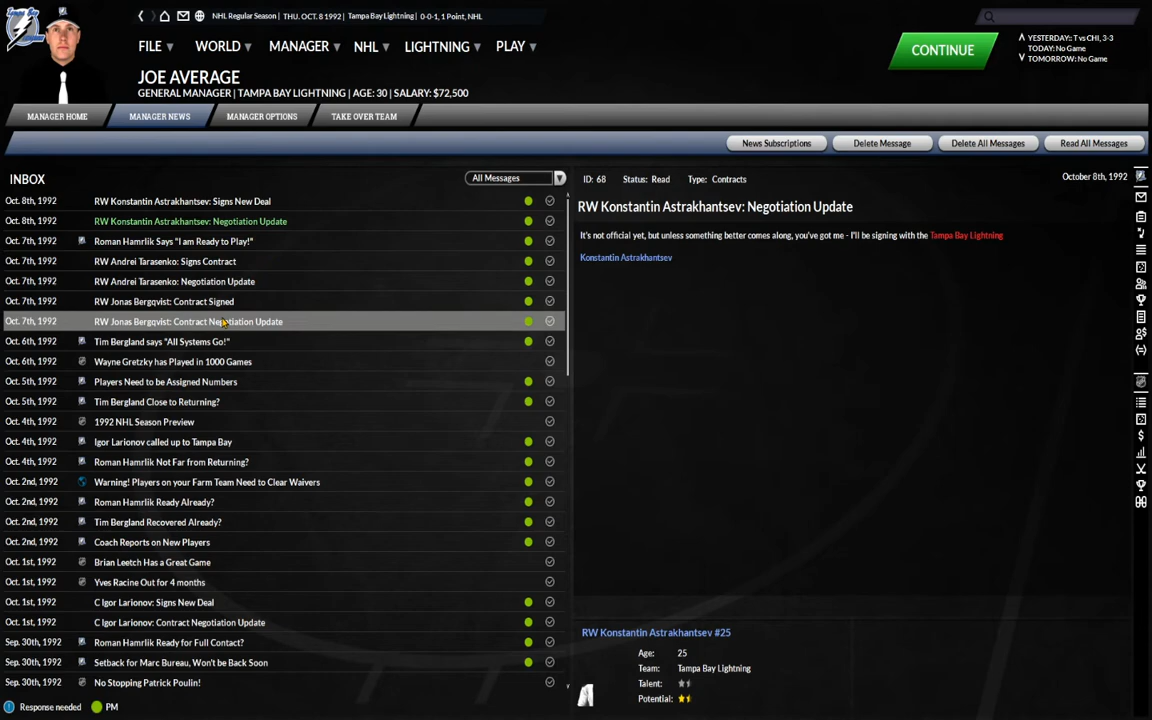 NHL Regular Season | THU. OCT. 8 1992 | Tampa Bay Lightning | 0-0-1, 1 Point, NHL
FILE WORLD MANAGER NHL LIGHTNING PLAY
CONTINUE
YESTERDAY:: T vs CHI, 3-3
TODAY: No Game
TOMORROW: No Game
JOE AVERAGE
GENERAL MANAGER | TAMPA BAY LIGHTNING | AGE: 30 | SALARY: $72,500
MANAGER HOME MANAGER NEWS MANAGER OPTIONS TAKE OVER TEAM
News Subscriptions Delete Message Delete All Messages Read All Messages
INBOX All Messages
Oct. 8th, 1992 RW Konstantin Astrakhantsev: Signs New Deal
Oct. 8th, 1992 RW Konstantin Astrakhantsev: Negotiation Update
Oct. 7th, 1992 Roman Hamrlik Says "I am Ready to Play!"
Oct. 7th, 1992 RW Andrei Tarasenko: Signs Contract
Oct. 7th, 1992 RW Andrei Tarasenko: Negotiation Update
Oct. 7th, 1992 RW Jonas Bergqvist: Contract Signed
Oct. 7th, 1992 RW Jonas Bergqvist: Contract Negotiation Update
Oct. 6th, 1992 Tim Bergland says "All Systems Go!"
Oct. 6th, 1992 Wayne Gretzky has Played in 1000 Games
Oct. 5th, 1992 Players Need to be Assigned Numbers
Oct. 5th, 1992 Tim Bergland Close to Returning?
Oct. 4th, 1992 1992 NHL Season Preview
Oct. 4th, 1992 Igor Larionov called up to Tampa Bay
Oct. 4th, 1992 Roman Hamrlik Not Far from Returning?
Oct. 2nd, 1992 Warning! Players on your Farm Team Need to Clear Waivers
Oct. 2nd, 1992 Roman Hamrlik Ready Already?
Oct. 2nd, 1992 Tim Bergland Recovered Already?
Oct. 2nd, 1992 Coach Reports on New Players
Oct. 1st, 1992 Brian Leetch Has a Great Game
Oct. 1st, 1992 Yves Racine Out for 4 months
Oct. 1st, 1992 C Igor Larionov: Signs New Deal
Oct. 1st, 1992 C Igor Larionov: Contract Negotiation Update
Sep. 30th, 1992 Roman Hamrlik Ready for Full Contact?
Sep. 30th, 1992 Setback for Marc Bureau, Won't be Back Soon
Sep. 30th, 1992 No Stopping Patrick Poulin!
Response needed PM
ID: 68 Status: Read Type: Contracts October 8th, 1992
RW Konstantin Astrakhantsev: Negotiation Update
It's not official yet, but unless something better comes along, you've got me - I'll be signing with the Tampa Bay Lightning
Konstantin Astrakhantsev
RW Konstantin Astrakhantsev #25
Age: 25
Team: Tampa Bay Lightning
Talent:
Potential: